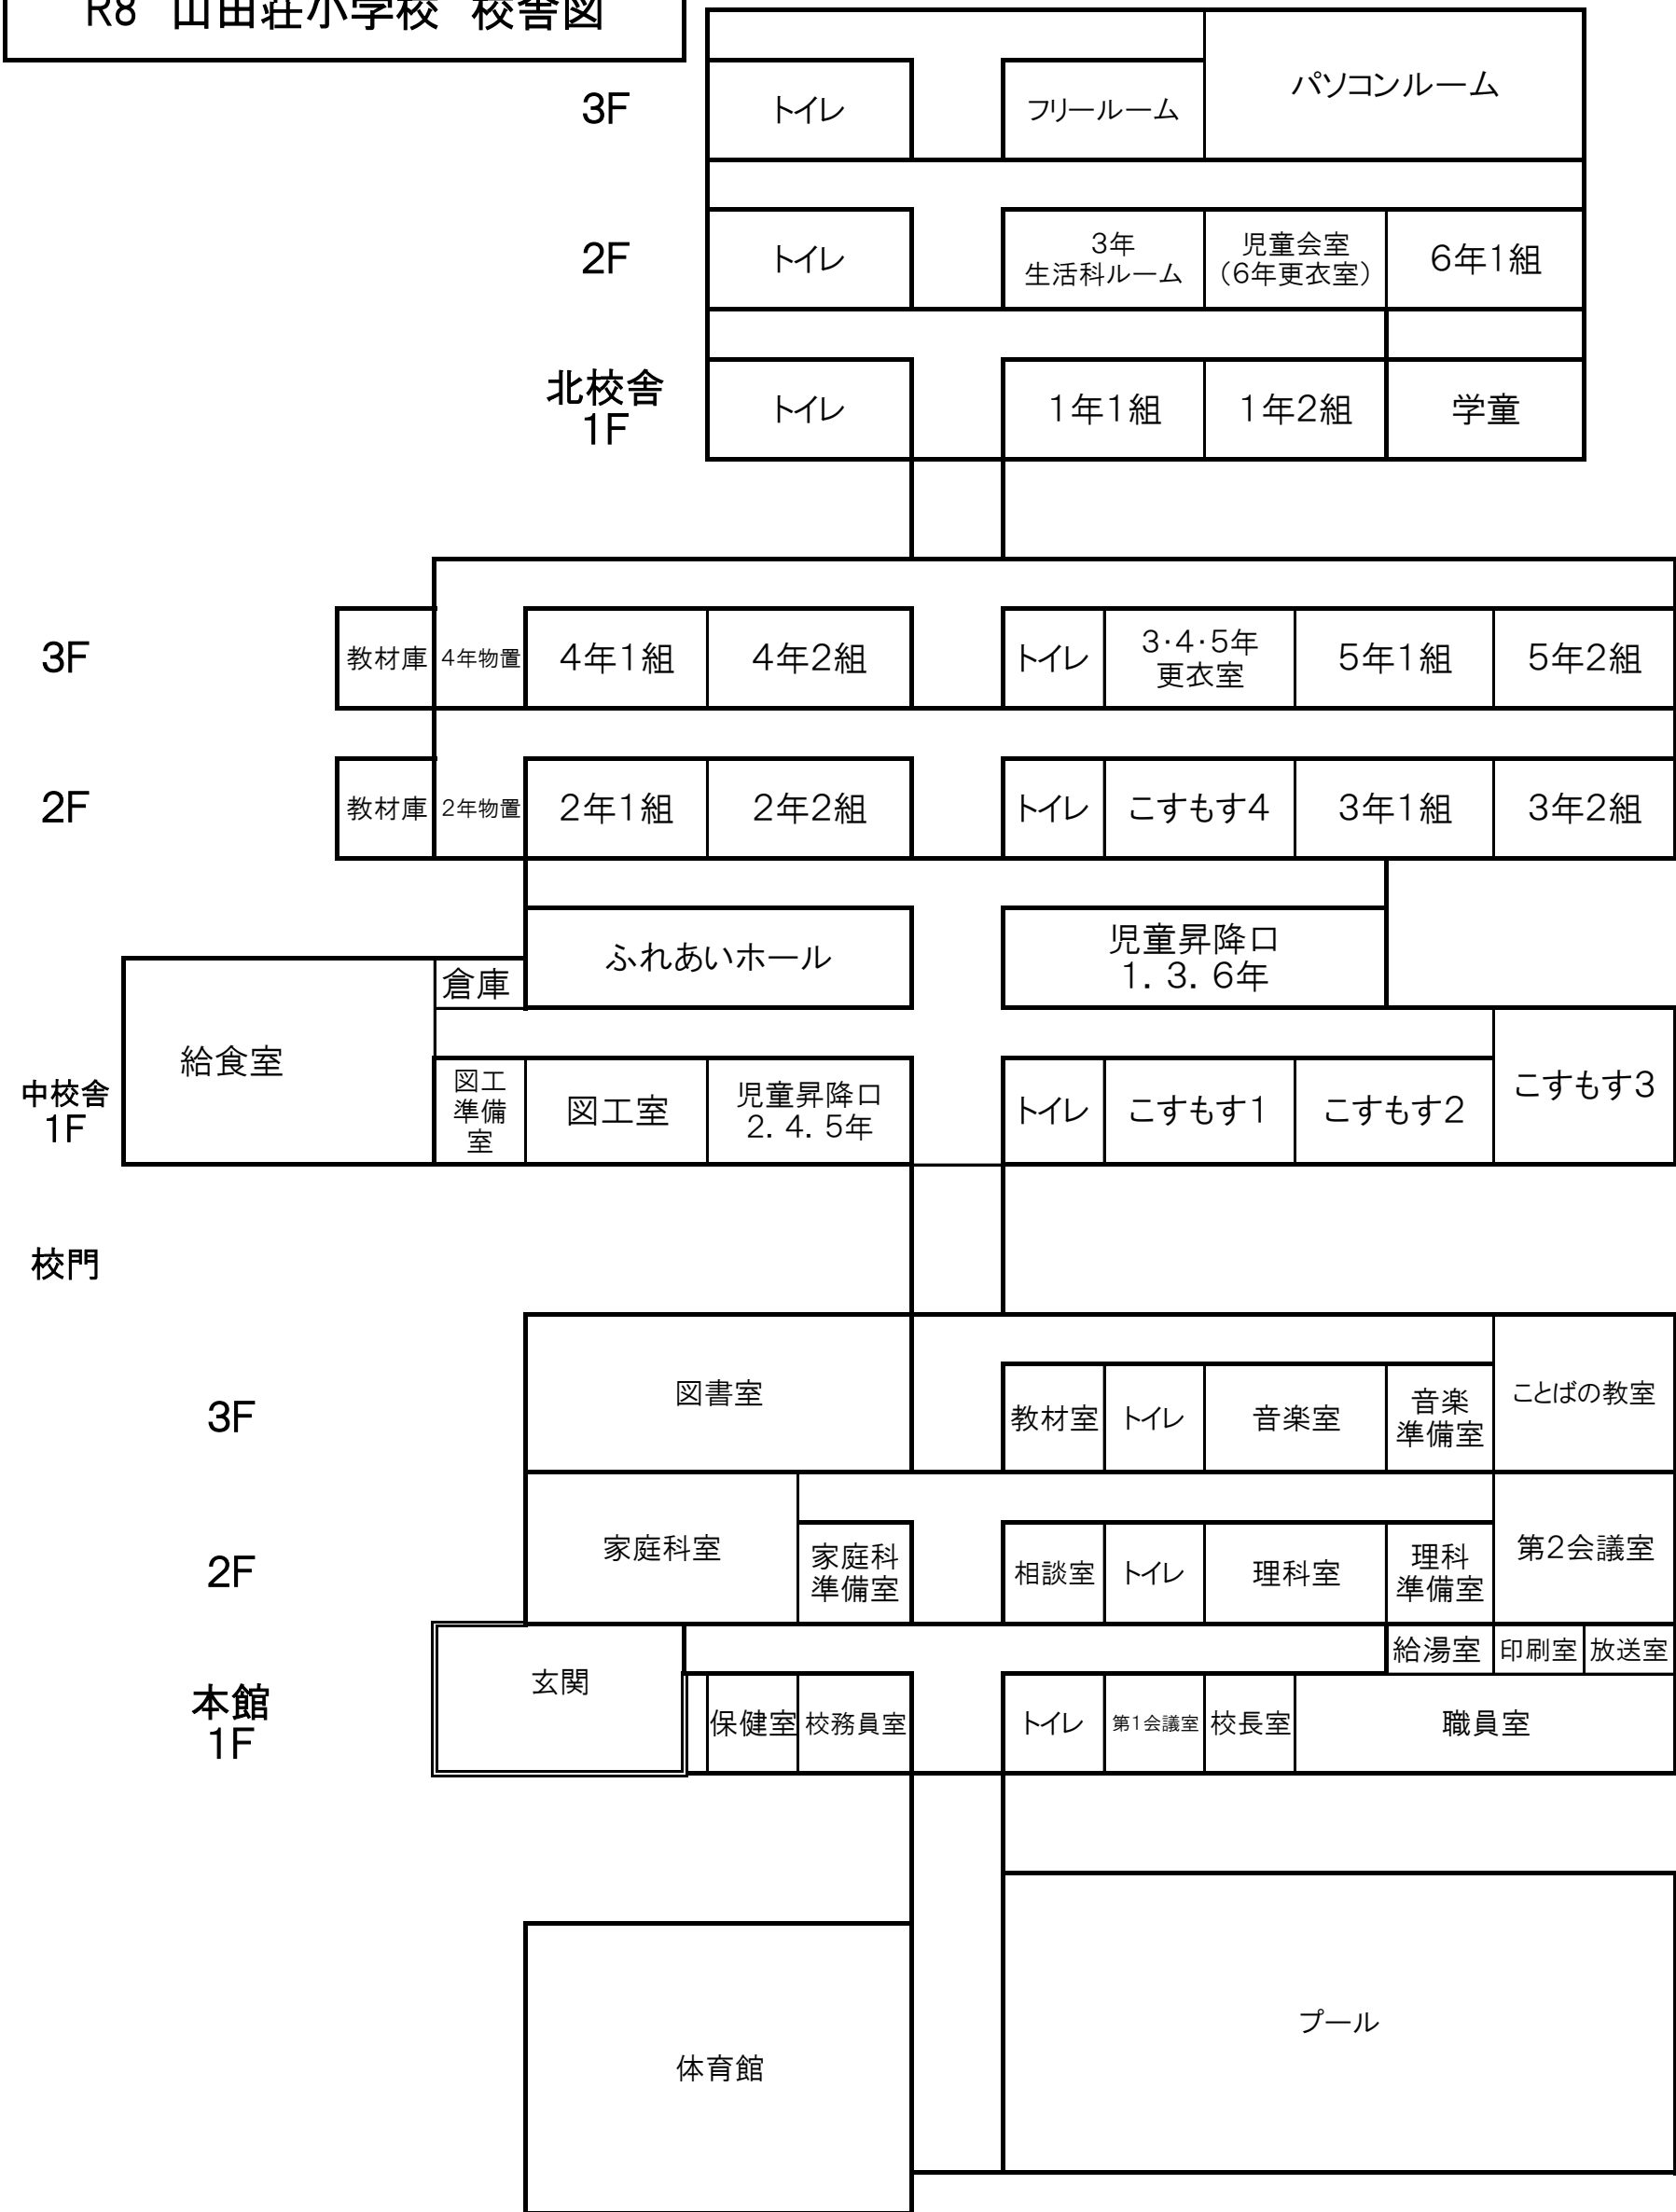 R8 山田荘小学校 校舎図
パソコンルーム
3F
トイレ
フリールーム
2F
トイレ
3年
生活科ルーム
児童会室
(6年更衣室)
6年1組
北校舎
1F
トイレ
1年1組
1年2組
学童
3F
教材庫
4年物置
4年1組
4年2組
トイレ
3・4・5年
更衣室
5年1組
5年2組
2F
教材庫
2年物置
2年1組
2年2組
トイレ
こすもす4
3年1組
3年2組
ふれあいホール
児童昇降口
1.3.6年
倉庫
給食室
中校舎
1F
図工
準備
室
図工室
児童昇降口
2.4.5年
トイレ
こすもす1
こすもす2
こすもす3
校門
3F
図書室
教材室
トイレ
音楽室
音楽
準備室
ことばの教室
2F
家庭科室
家庭科
準備室
相談室
トイレ
理科室
理科
準備室
第2会議室
給湯室
印刷室
放送室
本館
1F
玄関
保健室
校務員室
トイレ
第1会議室
校長室
職員室
プール
体育館